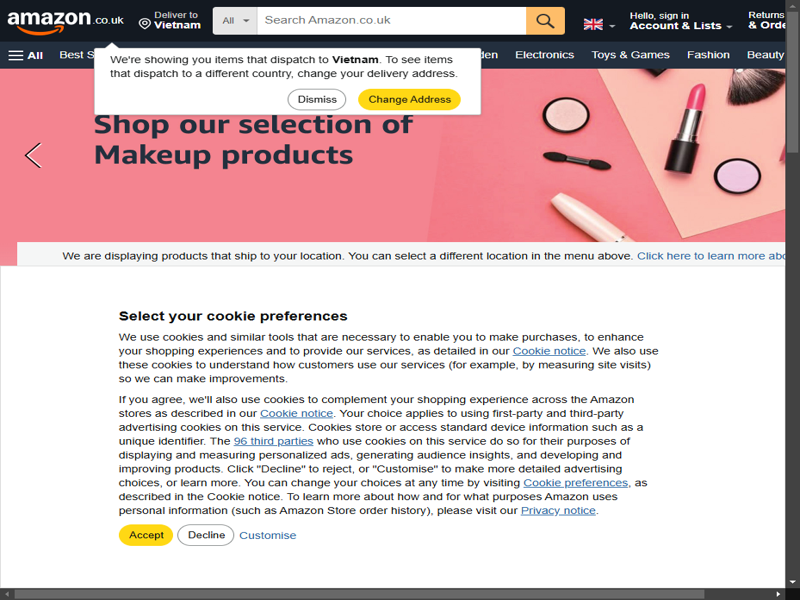 amazon.co.uk
Deliver to
Vietnam
All
Search Amazon.co.uk
Hello, sign in
Account & Lists
Returns
& Orde
All
Best S
den
Electronics
Toys & Games
Fashion
Beauty
We're showing you items that dispatch to Vietnam. To see items
that dispatch to a different country, change your delivery address.
Dismiss
Change Address
Shop our selection of
Makeup products
We are displaying products that ship to your location. You can select a different location in the menu above. Click here to learn more abo
Select your cookie preferences
We use cookies and similar tools that are necessary to enable you to make purchases, to enhance
your shopping experiences and to provide our services, as detailed in our Cookie notice. We also use
these cookies to understand how customers use our services (for example, by measuring site visits)
so we can make improvements.
If you agree, we'll also use cookies to complement your shopping experience across the Amazon
stores as described in our Cookie notice. Your choice applies to using first-party and third-party
advertising cookies on this service. Cookies store or access standard device information such as a
unique identifier. The 96 third parties who use cookies on this service do so for their purposes of
displaying and measuring personalized ads, generating audience insights, and developing and
improving products. Click "Decline" to reject, or "Customise" to make more detailed advertising
choices, or learn more. You can change your choices at any time by visiting Cookie preferences, as
described in the Cookie notice. To learn more about how and for what purposes Amazon uses
personal information (such as Amazon Store order history), please visit our Privacy notice.
Accept
Decline
Customise